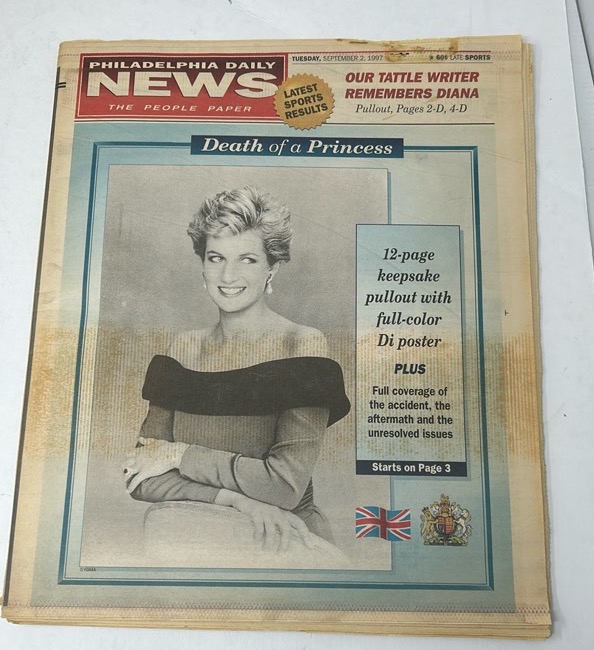 PHILADELPHIA DAILY
NEWS
THE PEOPLE PAPER
LATEST
SPORTS
RESULTS
TUESDAY, SEPTEMBER 2, 1997
★ 60¢ LATE SPORTS
OUR TATTLE WRITER
REMEMBERS DIANA
Pullout, Pages 2-D, 4-D
Death of a Princess
12-page
keepsake
pullout with
full-color
Di poster
PLUS
Full coverage of
the accident, the
aftermath and the
unresolved issues
Starts on Page 3